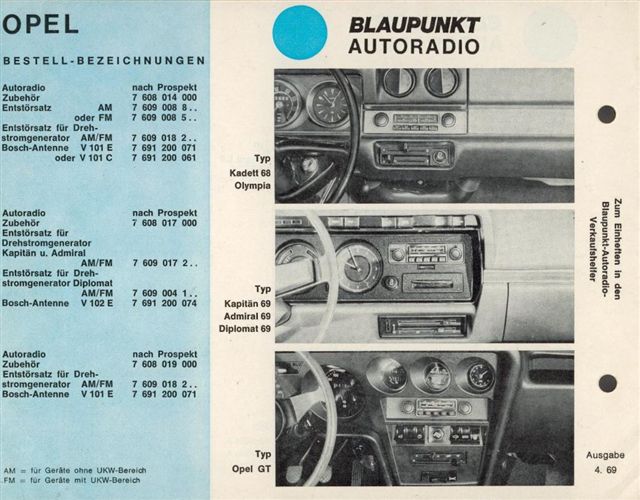 OPEL
BESTELL-BEZEICHNUNGEN
Autoradio nach Prospekt
Zubehör 7 608 014 000
Entstörsatz AM 7 609 008 8..
oder FM 7 609 008 5..
Entstörsatz für Dreh-
stromgenerator AM/FM 7 609 018 2..
Bosch-Antenne V 101 E 7 691 200 071
oder V 101 C 7 691 200 061
Autoradio nach Prospekt
Zubehör 7 608 017 000
Entstörsatz für
Drehstromgenerator
Kapitän u. Admiral
AM/FM 7 609 017 2..
Entstörsatz für Dreh-
stromgenerator Diplomat
AM/FM 7 609 004 1..
Bosch-Antenne V 102 E 7 691 200 074
Autoradio nach Prospekt
Zubehör 7 608 019 000
Entstörsatz für Dreh-
stromgenerator AM/FM 7 609 018 2..
Bosch-Antenne V 101 E 7 691 200 071
AM = für Geräte ohne UKW-Bereich
FM = für Geräte mit UKW-Bereich
BLAUPUNKT
AUTORADIO
Typ
Kadett 68
Olympia
Typ
Kapitän 69
Admiral 69
Diplomat 69
Typ
Opel GT
Zum Einheften in den
Blaupunkt-Autoradio-
Verkaufshelfer
Ausgabe
4. 69